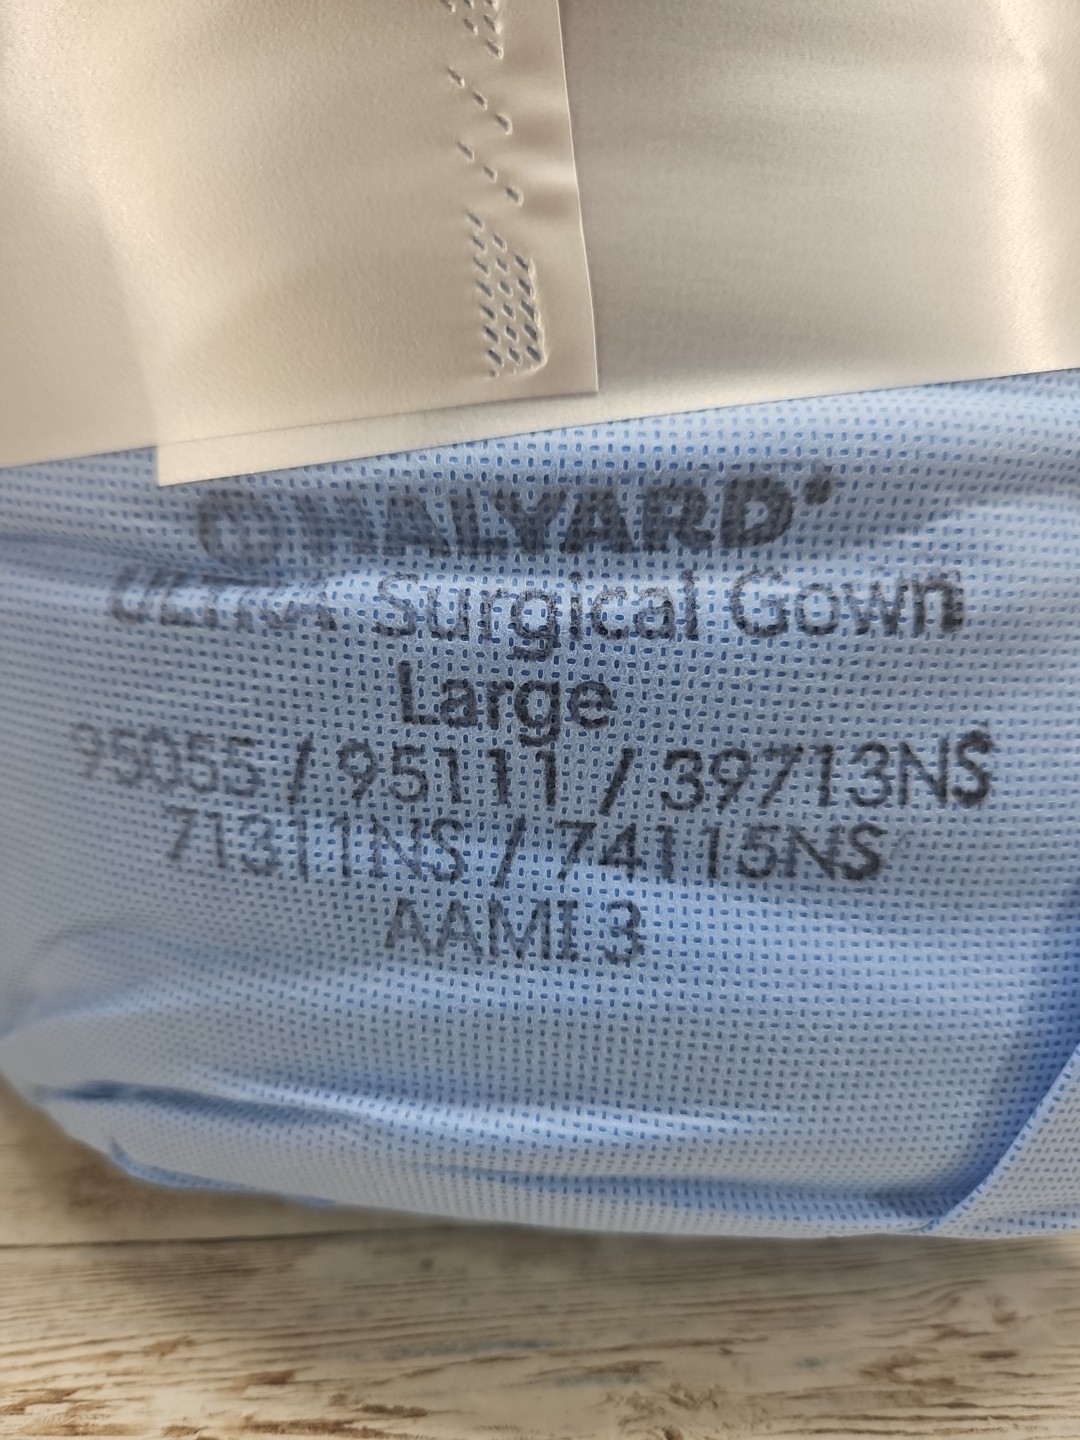 HALYARD®
ULTRA Surgical Gown
Large
95055 / 95111 / 39713NS
71311NS / 74115NS
AAMI 3